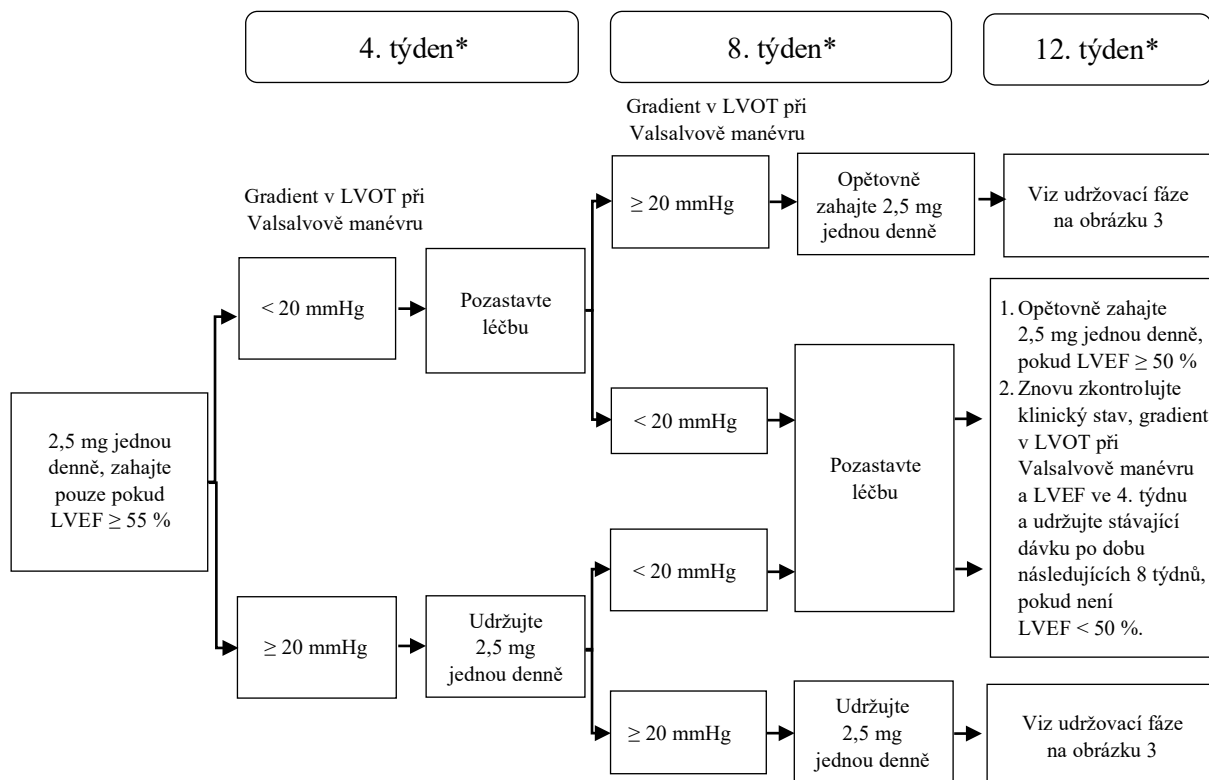 4. týden*
8. týden*
12. týden*
Gradient v LVOT při
Valsalvově manévru
≥ 20 mmHg
Opětovně
zahajte 2,5 mg
jednou denně
Viz udržovací fáze
na obrázku 3
Gradient v LVOT při
Valsalvově manévru
< 20 mmHg
Pozastavte
léčbu
< 20 mmHg
Pozastavte
léčbu
1. Opětovně zahajte
2,5 mg jednou denně,
pokud LVEF ≥ 50 %
2. Znovu zkontrolujte
klinický stav, gradient
v LVOT při
Valsalvově manévru
a LVEF ve 4. týdnu
a udržujte stávající
dávku po dobu
následujících 8 týdnů,
pokud není
LVEF < 50 %.
2,5 mg jednou
denně, zahajte
pouze pokud
LVEF ≥ 55 %
< 20 mmHg
≥ 20 mmHg
Udržujte
2,5 mg
jednou denně
≥ 20 mmHg
Udržujte
2,5 mg
jednou denně
Viz udržovací fáze
na obrázku 3